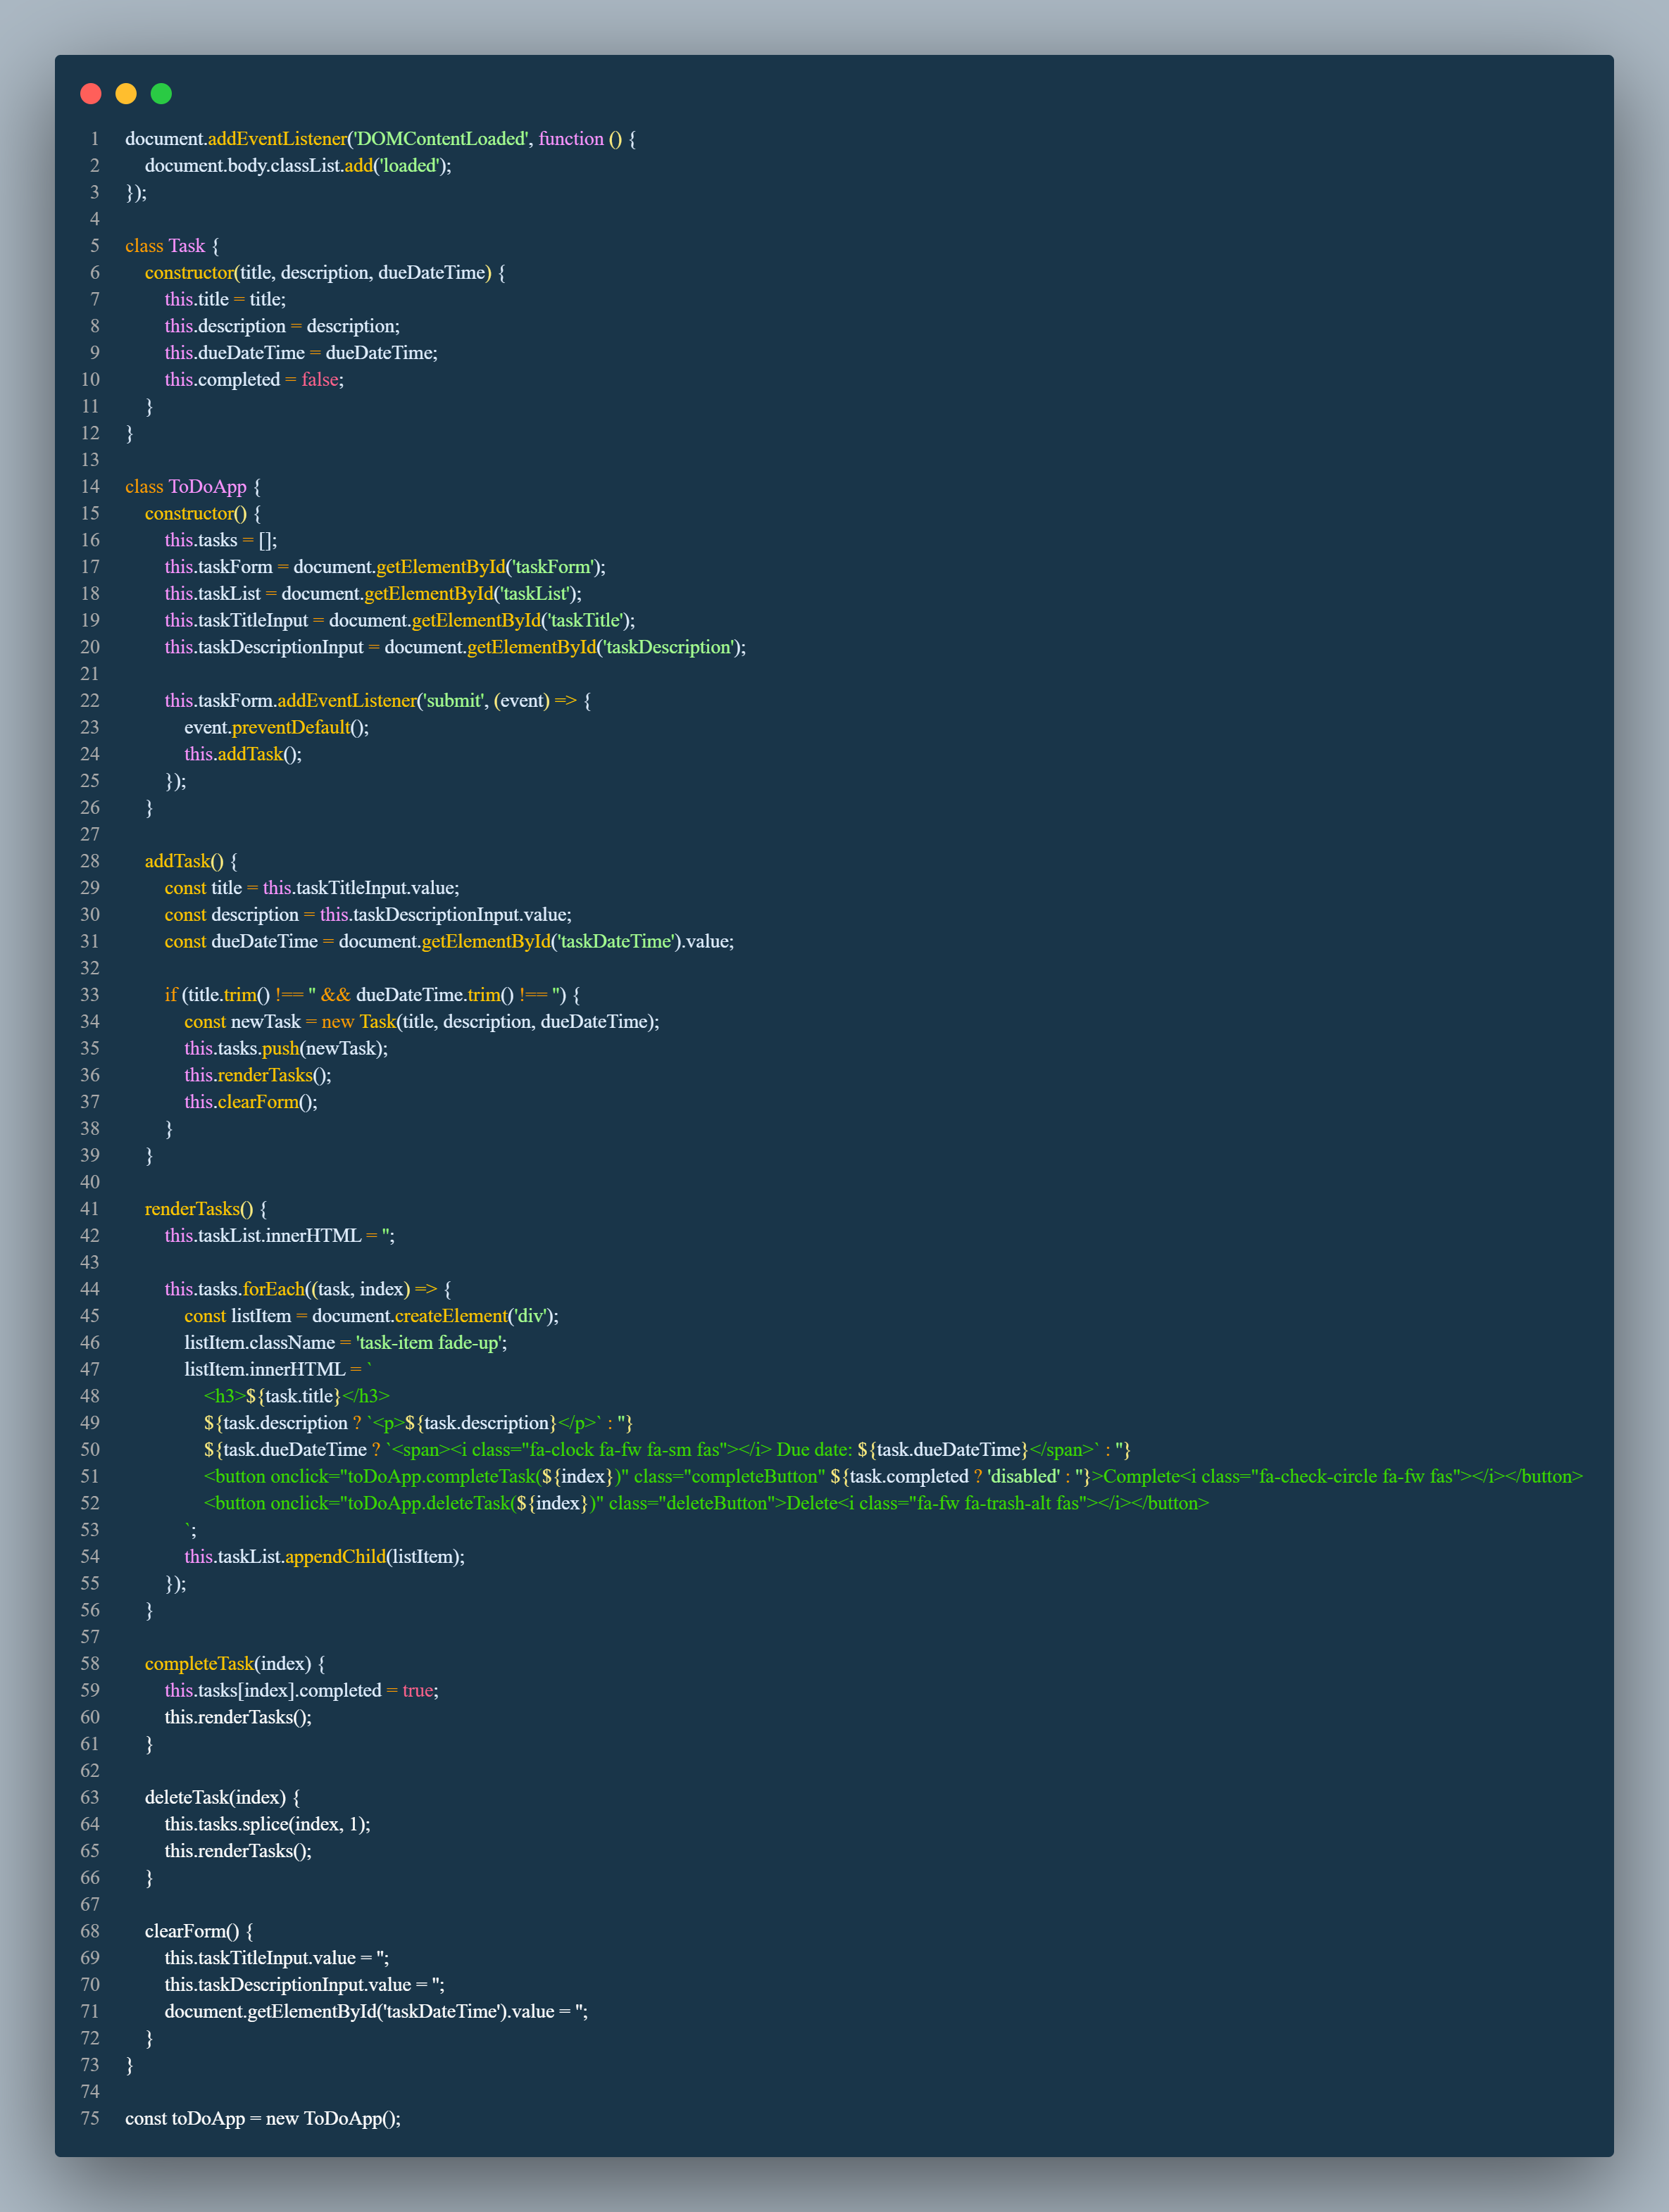 1 document.addEventListener('DOMContentLoaded', function () {
2     document.body.classList.add('loaded');
3 });
4
5 class Task {
6     constructor(title, description, dueDateTime) {
7         this.title = title;
8         this.description = description;
9         this.dueDateTime = dueDateTime;
10         this.completed = false;
11     }
12 }
13
14 class ToDoApp {
15     constructor() {
16         this.tasks = [];
17         this.taskForm = document.getElementById('taskForm');
18         this.taskList = document.getElementById('taskList');
19         this.taskTitleInput = document.getElementById('taskTitle');
20         this.taskDescriptionInput = document.getElementById('taskDescription');
21
22         this.taskForm.addEventListener('submit', (event) => {
23             event.preventDefault();
24             this.addTask();
25         });
26     }
27
28     addTask() {
29         const title = this.taskTitleInput.value;
30         const description = this.taskDescriptionInput.value;
31         const dueDateTime = document.getElementById('taskDateTime').value;
32
33         if (title.trim() !== '' && dueDateTime.trim() !== '') {
34             const newTask = new Task(title, description, dueDateTime);
35             this.tasks.push(newTask);
36             this.renderTasks();
37             this.clearForm();
38         }
39     }
40
41     renderTasks() {
42         this.taskList.innerHTML = '';
43
44         this.tasks.forEach((task, index) => {
45             const listItem = document.createElement('div');
46             listItem.className = 'task-item fade-up';
47             listItem.innerHTML = `
48                 <h3>${task.title}</h3>
49                 ${task.description ? `<p>${task.description}</p>` : ''}
50                 ${task.dueDateTime ? `<span><i class="fa-clock fa-fw fa-sm fas"></i> Due date: ${task.dueDateTime}</span>` : ''}
51                 <button onclick="toDoApp.completeTask(${index})" class="completeButton" ${task.completed ? 'disabled' : ''}>Complete<i class="fa-check-circle fa-fw fas"></i></button>
52                 <button onclick="toDoApp.deleteTask(${index})" class="deleteButton">Delete<i class="fa-fw fa-trash-alt fas"></i></button>
53             `;
54             this.taskList.appendChild(listItem);
55         });
56     }
57
58     completeTask(index) {
59         this.tasks[index].completed = true;
60         this.renderTasks();
61     }
62
63     deleteTask(index) {
64         this.tasks.splice(index, 1);
65         this.renderTasks();
66     }
67
68     clearForm() {
69         this.taskTitleInput.value = '';
70         this.taskDescriptionInput.value = '';
71         document.getElementById('taskDateTime').value = '';
72     }
73 }
74
75 const toDoApp = new ToDoApp();